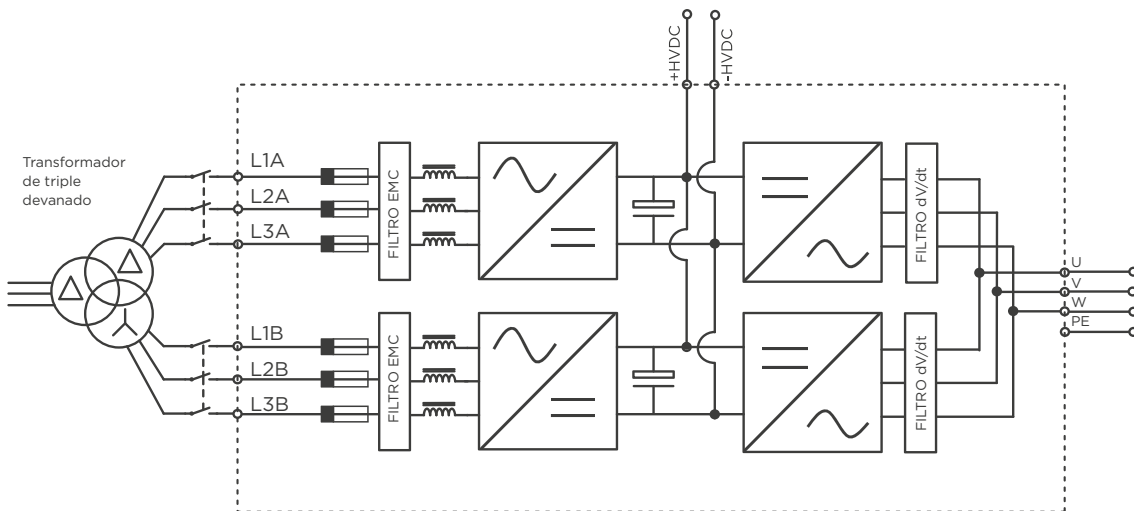 +HVDC
-HVDC
Transformador
de triple
devanado
L1A
L2A
L3A
FILTRO EMC
FILTRO dV/dt
U
V
W
PE
L1B
L2B
L3B
FILTRO EMC
FILTRO dV/dt